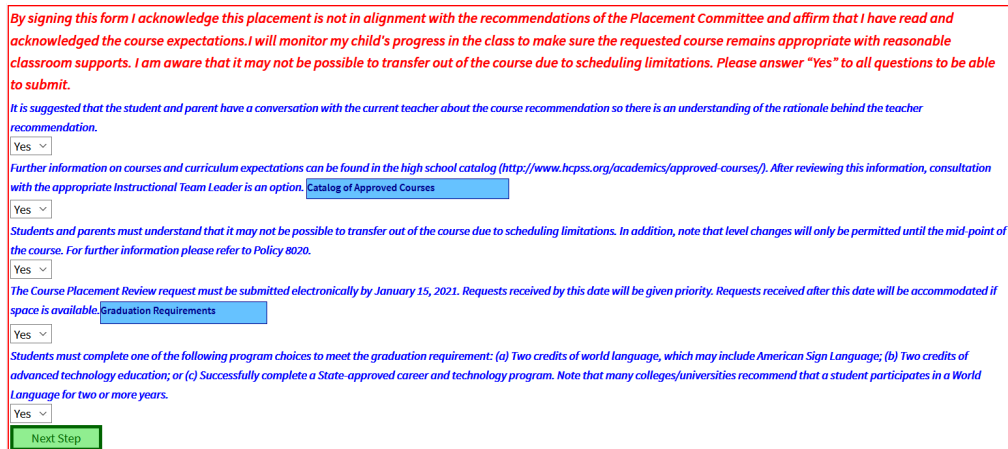 By signing this form I acknowledge this placement is not in alignment with the recommendations of the Placement Committee and affirm that I have read and
acknowledged the course expectations.I will monitor my child's progress in the class to make sure the requested course remains appropriate with reasonable
classroom supports. I am aware that it may not be possible to transfer out of the course due to scheduling limitations. Please answer “Yes” to all questions to be able
to submit.
It is suggested that the student and parent have a conversation with the current teacher about the course recommendation so there is an understanding of the rationale behind the teacher
recommendation.
Yes
Further information on courses and curriculum expectations can be found in the high school catalog (http://www.hcpss.org/academics/approved-courses/). After reviewing this information, consultation
with the appropriate Instructional Team Leader is an option. Catalog of Approved Courses
Yes
Students and parents must understand that it may not be possible to transfer out of the course due to scheduling limitations. In addition, note that level changes will only be permitted until the mid-point of
the course. For further information please refer to Policy 8020.
Yes
The Course Placement Review request must be submitted electronically by January 15, 2021. Requests received by this date will be given priority. Requests received after this date will be accommodated if
space is available. Graduation Requirements
Yes
Students must complete one of the following program choices to meet the graduation requirement: (a) Two credits of world language, which may include American Sign Language; (b) Two credits of
advanced technology education; or (c) Successfully complete a State-approved career and technology program. Note that many colleges/universities recommend that a student participates in a World
Language for two or more years.
Yes
Next Step